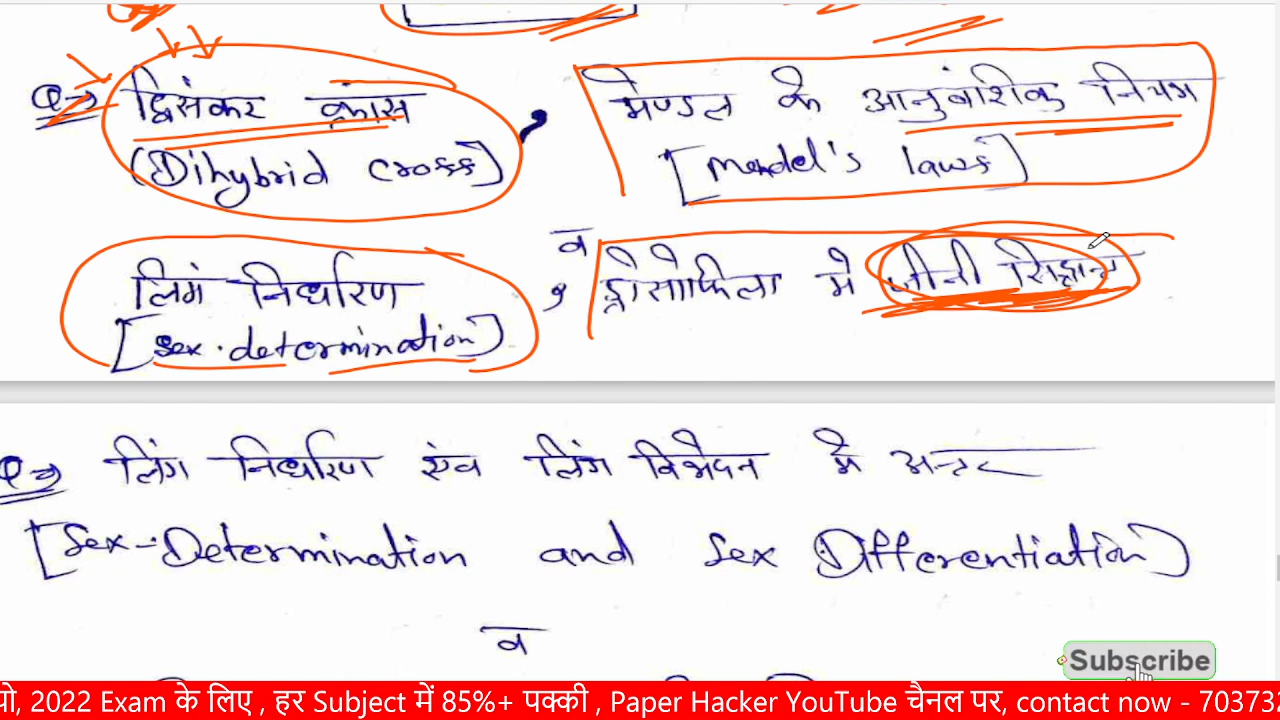 Q→ द्विसंकर क्रास , मेण्डल के आनुवंशिक नियम
(Dihybrid cross) [Mendel's laws]
व
लिगं निर्धारण , ड्रोसोफिला मे जीनी सिद्धान्त
[sex. determination]
Q→ लिंग निर्धारण एंव लिंग विभेदन मे अन्तर
[Sex-Determination and Sex Differentiation]
व
Subscribe
यो, 2022 Exam के लिए , हर Subject में 85%+ पक्की , Paper Hacker YouTube चैनल पर, contact now - 70373